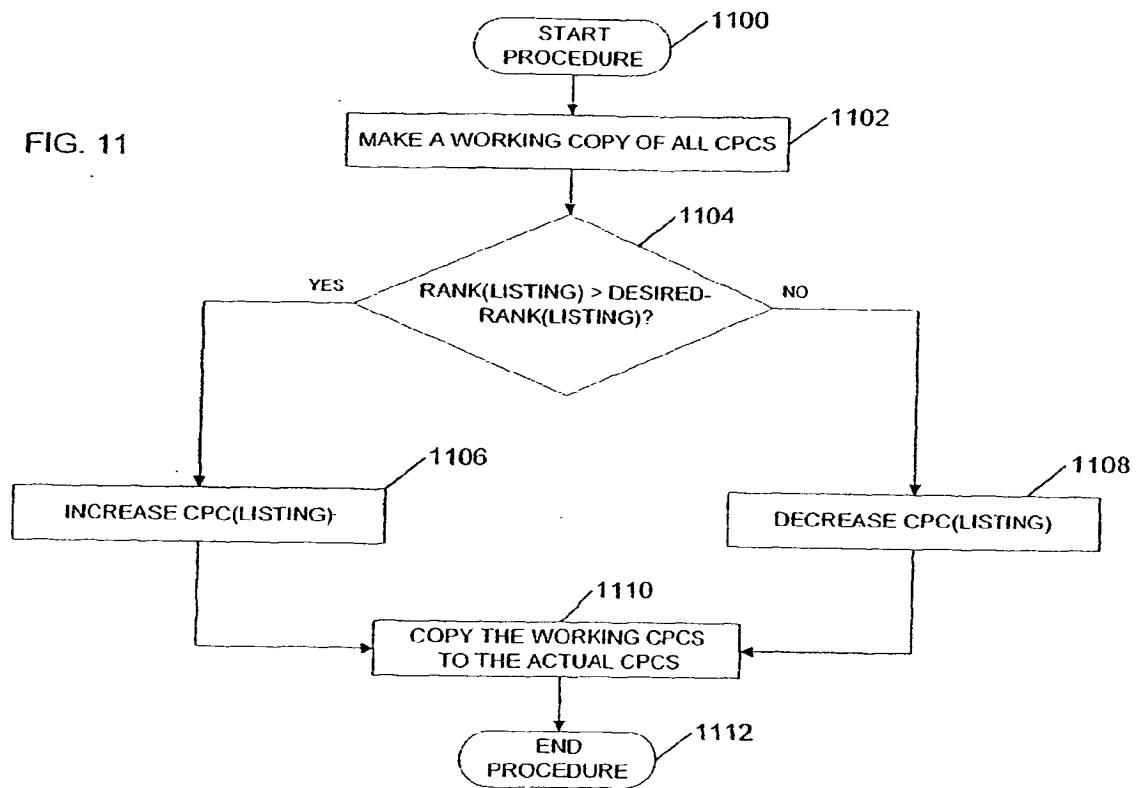 1100
START
PROCEDURE
FIG. 11
1102
MAKE A WORKING COPY OF ALL CPCS
1104
YES
RANK(LISTING) > DESIRED-
RANK(LISTING)?
NO
1106
INCREASE CPC(LISTING)
1108
DECREASE CPC(LISTING)
1110
COPY THE WORKING CPCS
TO THE ACTUAL CPCS
1112
END
PROCEDURE